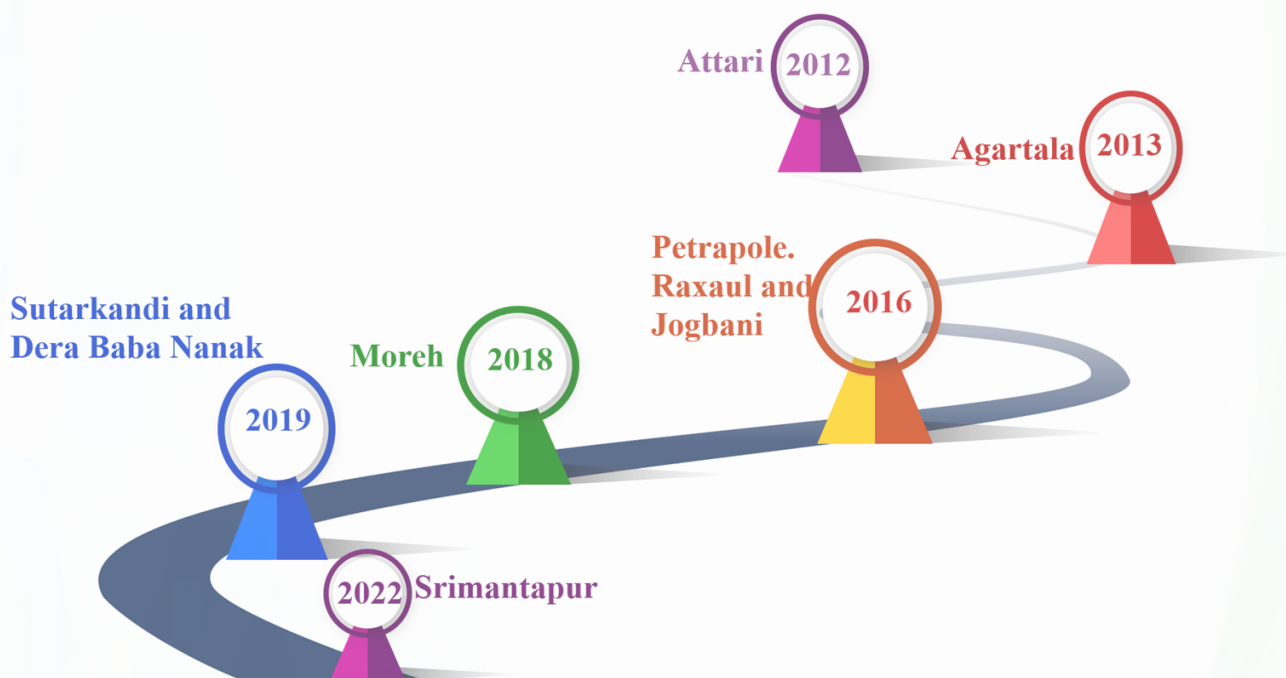 Attari
2012
Agartala
2013
Petrapole.
Raxaul and
Jogbani
2016
Moreh
2018
Sutarkandi and
Dera Baba Nanak
2019
2022
Srimantapur